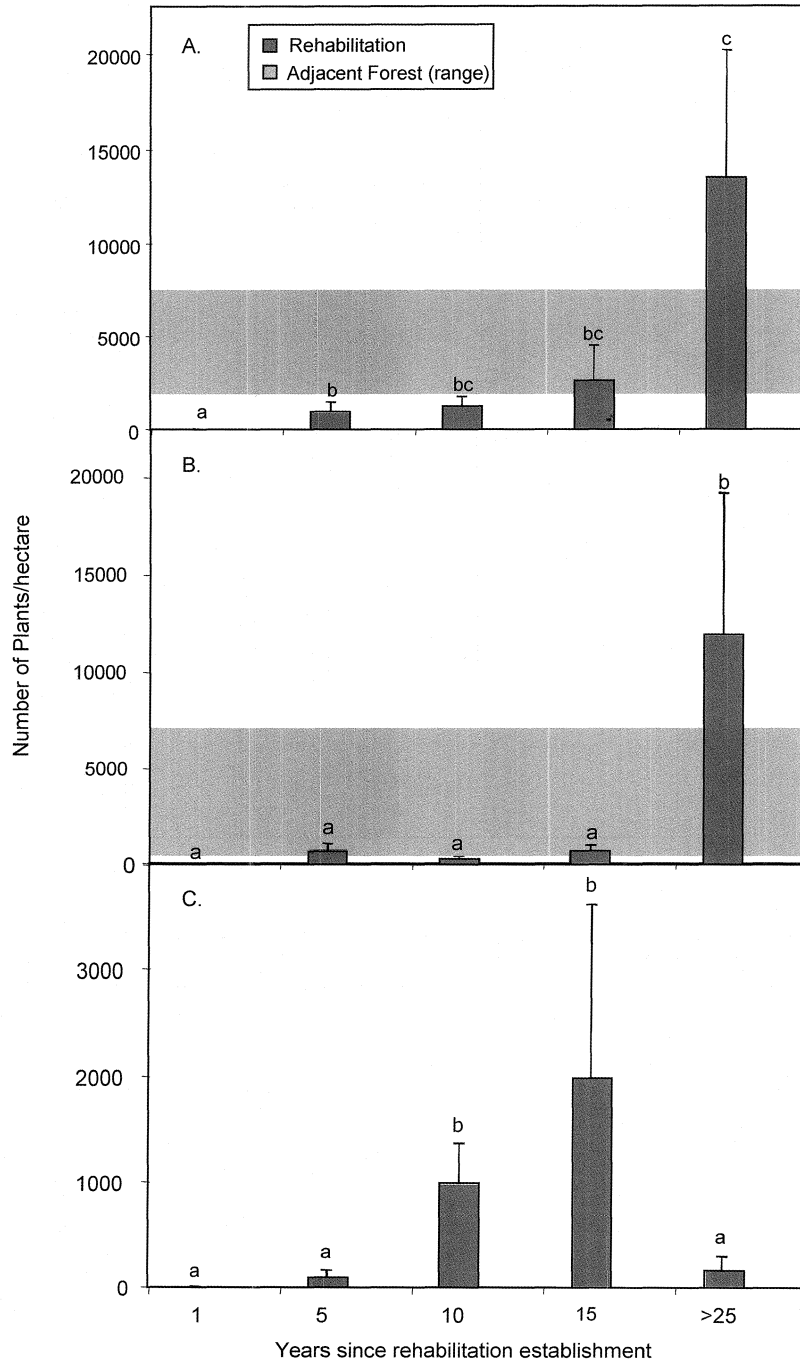 A.
Rehabilitation
Adjacent Forest (range)
20000
15000
10000
5000
0
a
b
bc
bc
c
B.
20000
15000
10000
5000
0
a
a
a
a
b
Number of Plants/hectare
C.
3000
2000
1000
0
a
a
b
b
a
1 5 10 15 >25
Years since rehabilitation establishment